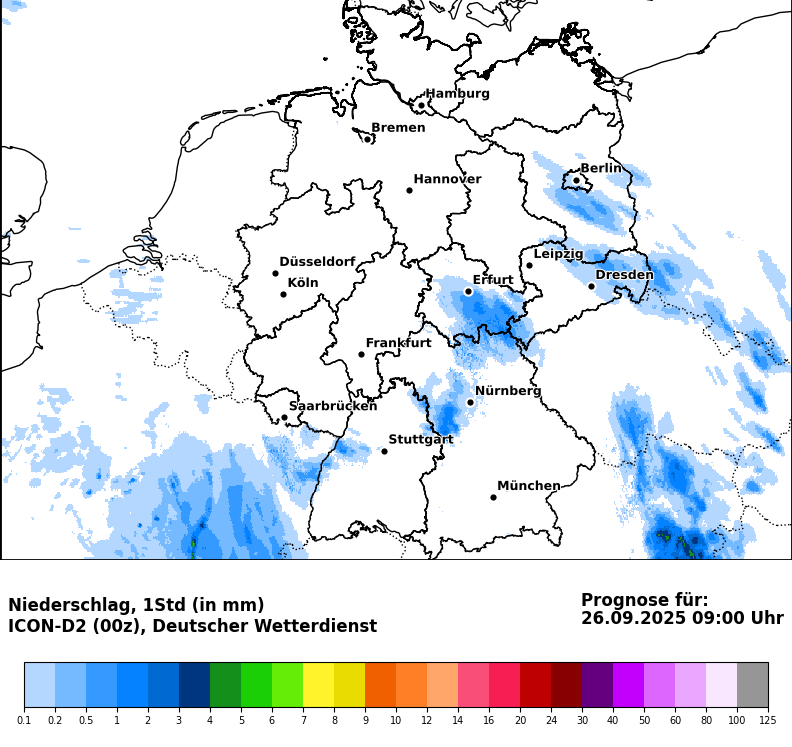 Hamburg
Bremen
Berlin
Hannover
Leipzig
Düsseldorf
Dresden
Köln
Erfurt
Frankfurt
Nürnberg
Saarbrücken
Stuttgart
München
Niederschlag, 1Std (in mm)
ICON-D2 (00z), Deutscher Wetterdienst
Prognose für:
26.09.2025 09:00 Uhr
0.1 0.2 0.5 1 2 3 4 5 6 7 8 9 10 12 14 16 20 24 30 40 50 60 80 100 125